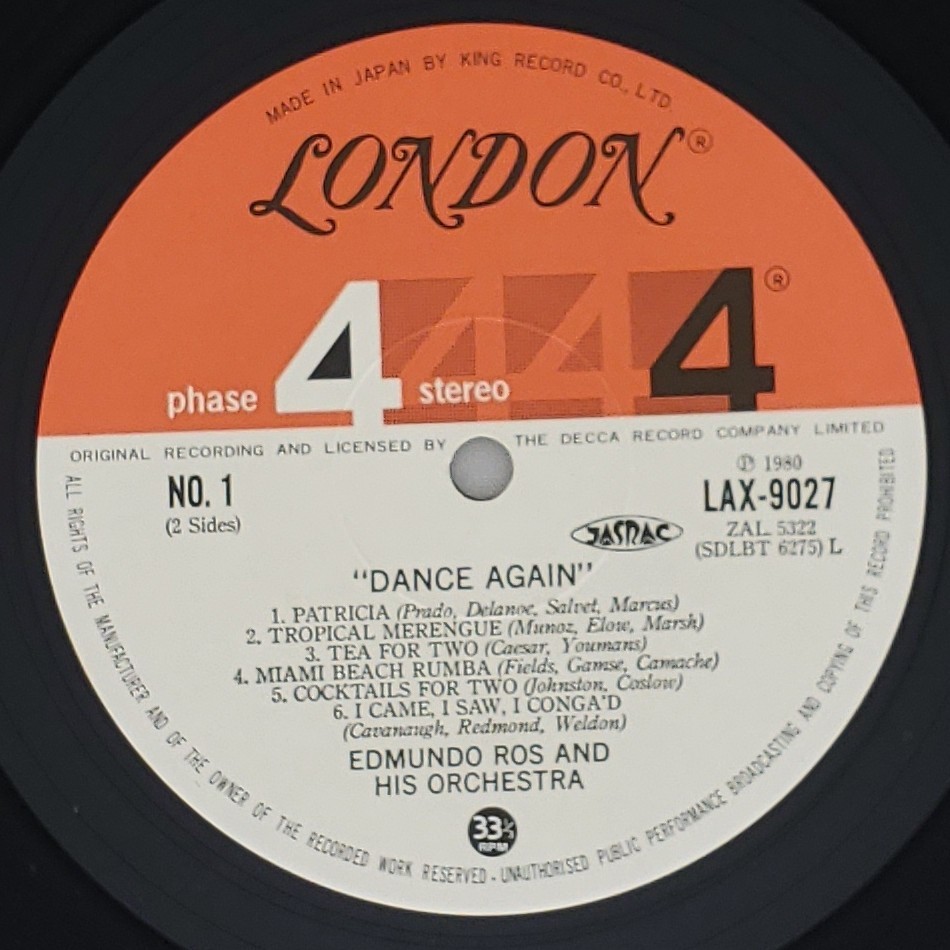 MADE IN JAPAN BY KING RECORD CO., LTD.
LONDON®
phase 4 stereo 4 4 4®
ORIGINAL RECORDING AND LICENSED BY THE DECCA RECORD COMPANY LIMITED
NO. 1
(2 Sides)
℗ 1980
LAX-9027
JASRAC
ZAL 5322
(SDLBT 6275) L
"DANCE AGAIN"
1. PATRICIA (Prado, Delanoe, Salvet, Marcus)
2. TROPICAL MERENGUE (Munoz, Elow, Marsh)
3. TEA FOR TWO (Caesar, Youmans)
4. MIAMI BEACH RUMBA (Fields, Gamse, Camache)
5. COCKTAILS FOR TWO (Johnston, Coslow)
6. I CAME, I SAW, I CONGA'D
(Cavanaugh, Redmond, Weldon)
EDMUNDO ROS AND
HIS ORCHESTRA
33⅓
RPM
ALL RIGHTS OF THE MANUFACTURER AND OF THE OWNER OF THE RECORDED WORK RESERVED - UNAUTHORISED PUBLIC PERFORMANCE BROADCASTING AND COPYING OF THIS RECORD PROHIBITED